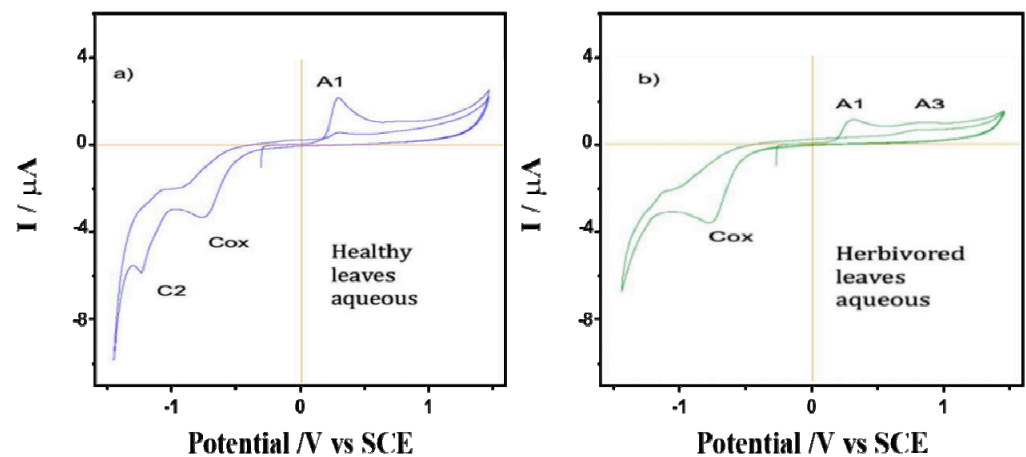 a)
A1
4
0
-4
-8
I / µA
Cox
C2
Healthy
leaves
aqueous
-1
0
1
Potential /V vs SCE
b)
A1
A3
4
0
-4
-8
I / µA
Cox
Herbivored
leaves
aqueous
-1
0
1
Potential /V vs SCE